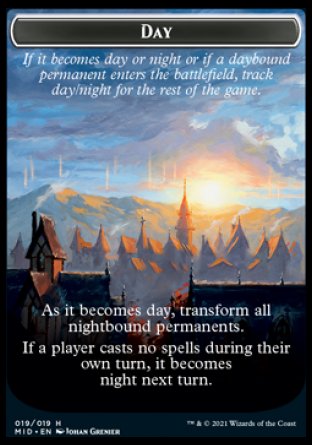 DAY
If it becomes day or night or if a daybound
permanent enters the battlefield, track
day/night for the rest of the game.
As it becomes day, transform all
nightbound permanents.
If a player casts no spells during their
own turn, it becomes
night next turn.
019/019 H
MID • EN JOHAN GRENIER
™ & © 2021 Wizards of the Coast